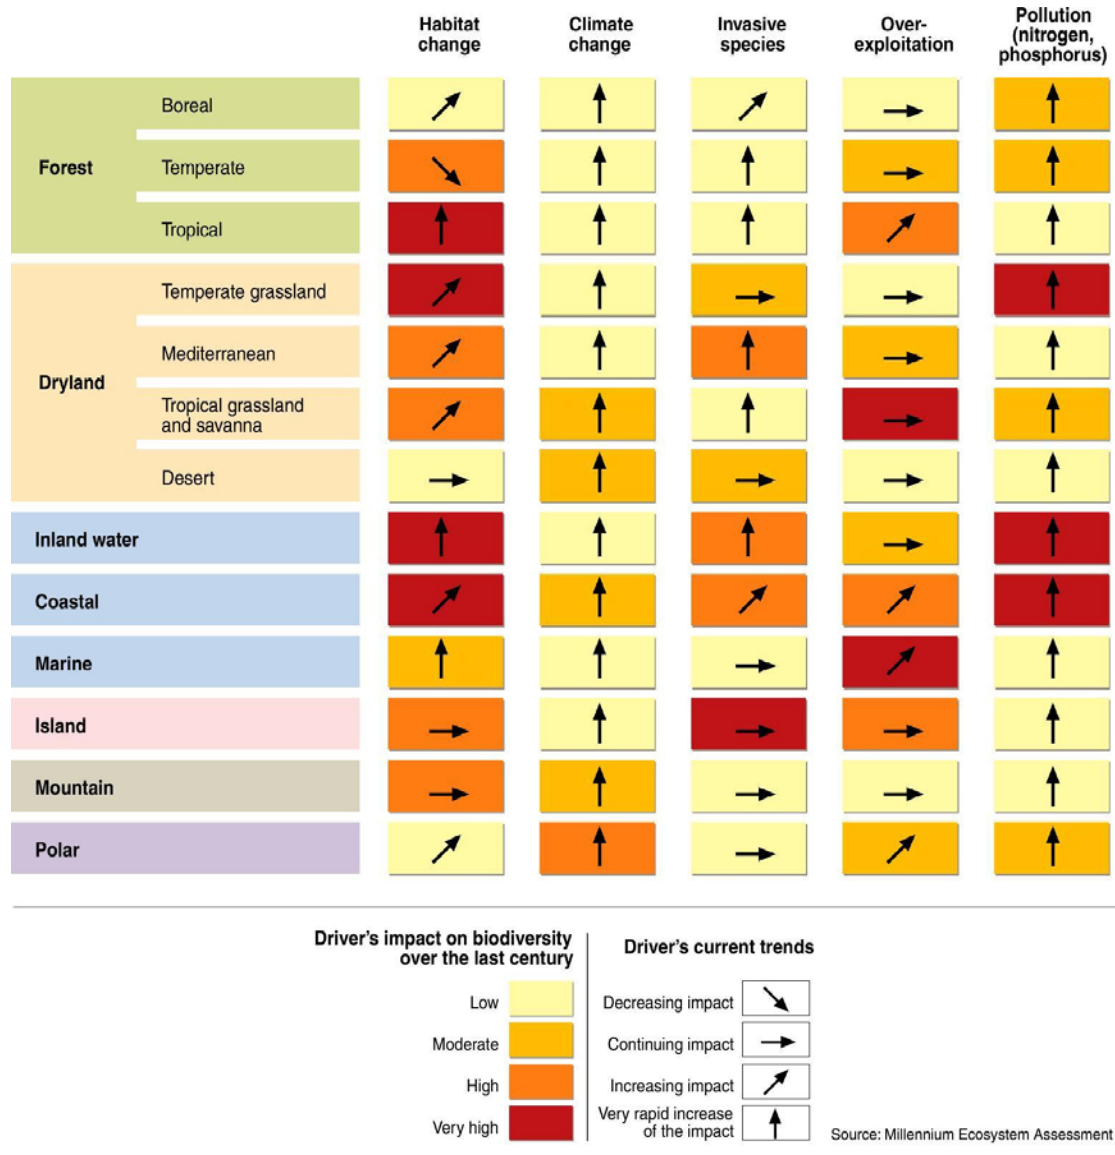 Habitat
change
Climate
change
Invasive
species
Over-
exploitation
Pollution
(nitrogen,
phosphorus)
Forest
Boreal
Temperate
Tropical
Dryland
Temperate grassland
Mediterranean
Tropical grassland
and savanna
Desert
Inland water
Coastal
Marine
Island
Mountain
Polar
Driver's impact on biodiversity
over the last century
Low
Moderate
High
Very high
Driver's current trends
Decreasing impact
Continuing impact
Increasing impact
Very rapid increase
of the impact
Source: Millennium Ecosystem Assessment